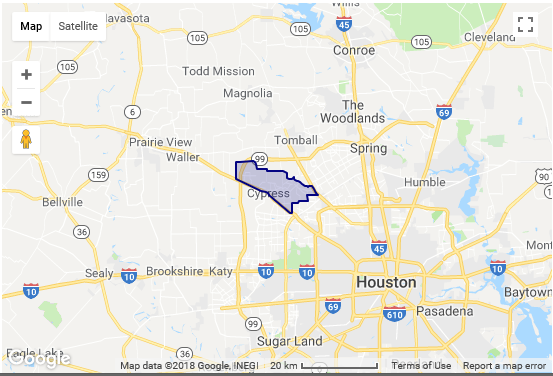 Willis
Navasota
Map Satellite
45
105
Cleveland
105
Conroe
105
Todd Mission
Magnolia
The
Woodlands
69
6
Tomball
Prairie View
Spring
99
Waller
159
Humble
90
Cypress
Bellville
36
45
Sealy
Brookshire Katy
10
10
10
Houston
10
10
69
610
Baytown
Pasadena
99
Sugar Land
36
Eagle Lake
Google
Map data ©2018 Google, INEGI 20 km Terms of Use Report a map error